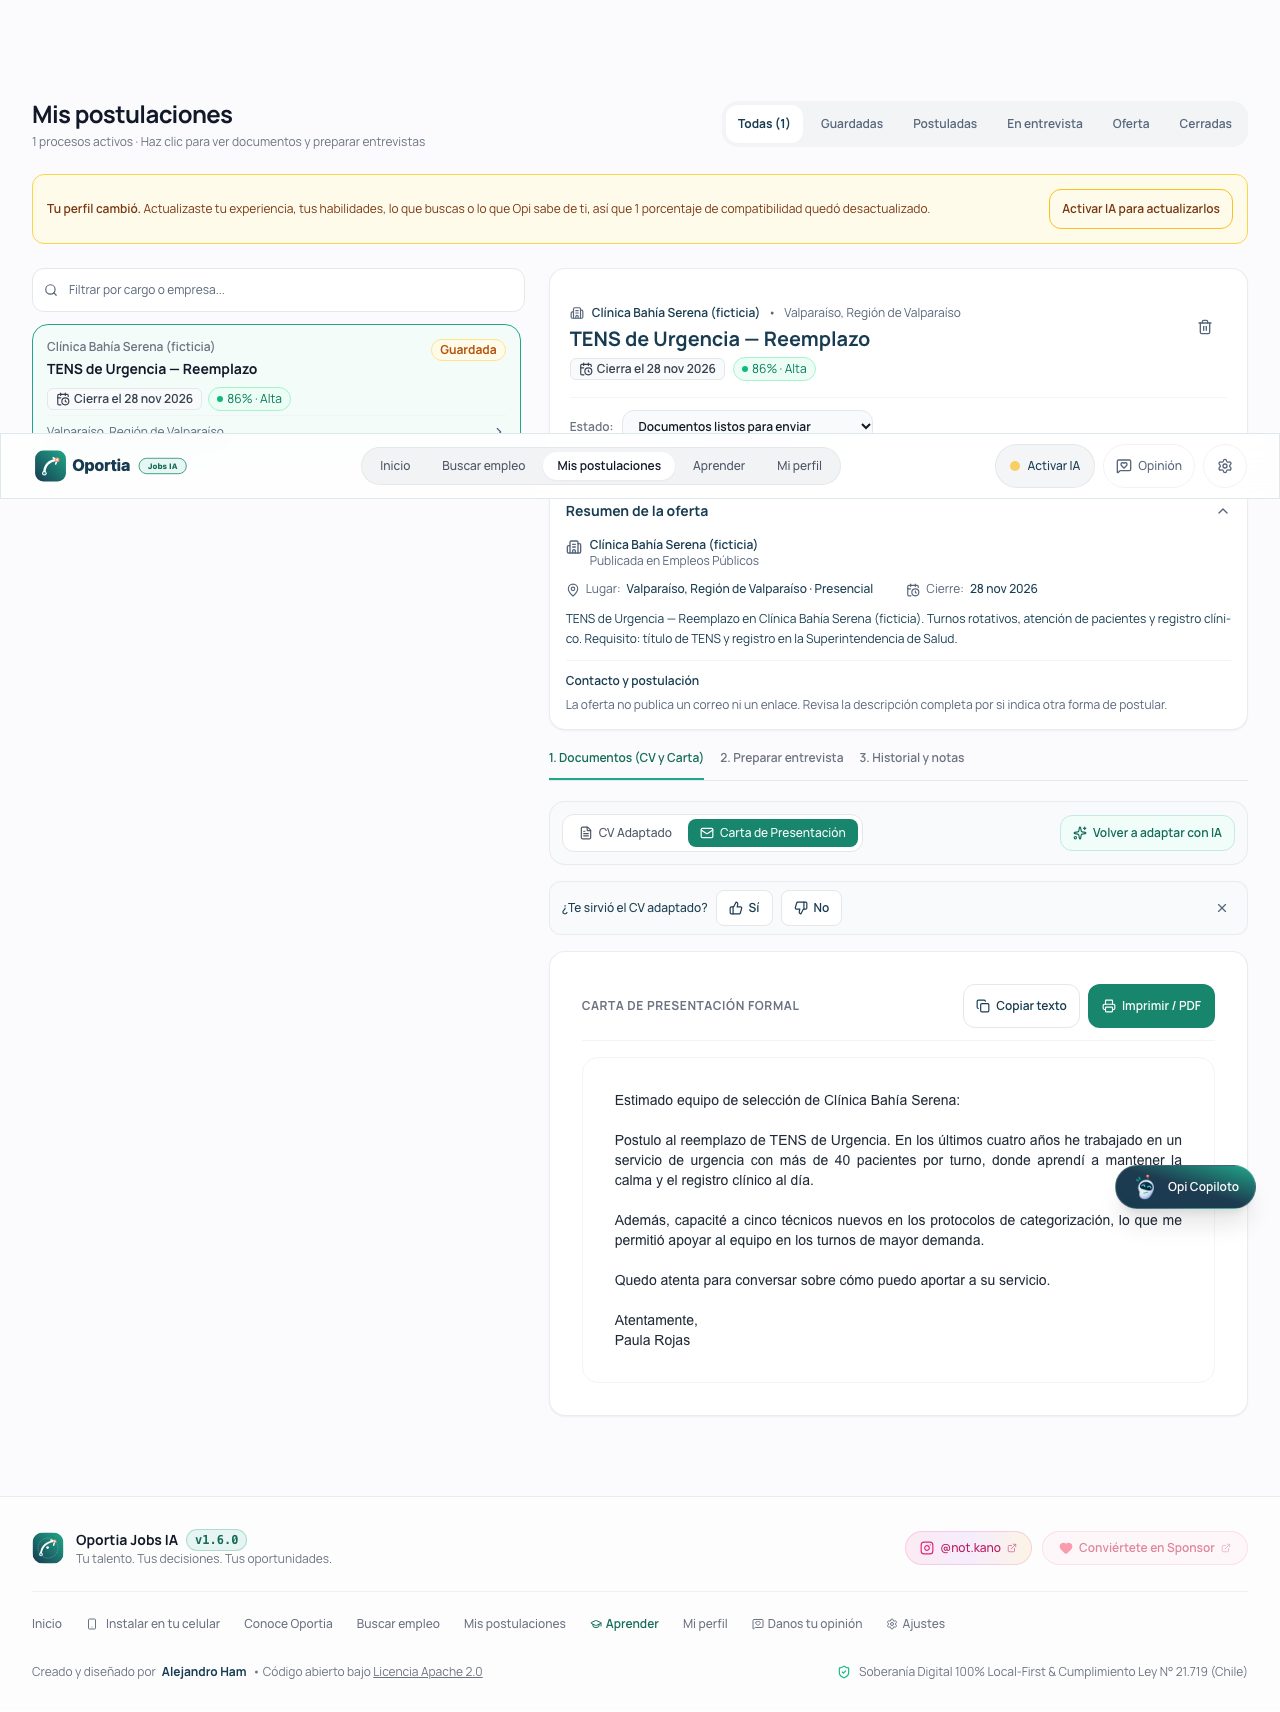 Mis postulaciones
1 procesos activos · Haz clic para ver documentos y preparar entrevistas
Todas (1) Guardadas Postuladas En entrevista Oferta Cerradas
Tu perfil cambió. Actualizaste tu experiencia, tus habilidades, lo que buscas o lo que Opi sabe de ti, así que 1 porcentaje de compatibilidad quedó desactualizado.
Activar IA para actualizarlos
Filtrar por cargo o empresa...
Clínica Bahía Serena (ficticia)
Guardada
TENS de Urgencia — Reemplazo
Cierra el 28 nov 2026
86% · Alta
Valparaíso, Región de Valparaíso
Clínica Bahía Serena (ficticia) • Valparaíso, Región de Valparaíso
TENS de Urgencia — Reemplazo
Cierra el 28 nov 2026
86% · Alta
Estado: Documentos listos para enviar
Oportia Jobs IA
Inicio Buscar empleo Mis postulaciones Aprender Mi perfil
Activar IA Opinión
Resumen de la oferta
Clínica Bahía Serena (ficticia)
Publicada en Empleos Públicos
Lugar: Valparaíso, Región de Valparaíso · Presencial Cierre: 28 nov 2026
TENS de Urgencia — Reemplazo en Clínica Bahía Serena (ficticia). Turnos rotativos, atención de pacientes y registro clíni-
co. Requisito: título de TENS y registro en la Superintendencia de Salud.
Contacto y postulación
La oferta no publica un correo ni un enlace. Revisa la descripción completa por si indica otra forma de postular.
1. Documentos (CV y Carta) 2. Preparar entrevista 3. Historial y notas
CV Adaptado Carta de Presentación Volver a adaptar con IA
¿Te sirvió el CV adaptado? Sí No
CARTA DE PRESENTACIÓN FORMAL
Copiar texto Imprimir / PDF
Estimado equipo de selección de Clínica Bahía Serena:
Postulo al reemplazo de TENS de Urgencia. En los últimos cuatro años he trabajado en un
servicio de urgencia con más de 40 pacientes por turno, donde aprendí a mantener la
calma y el registro clínico al día.
Opi Copiloto
Además, capacité a cinco técnicos nuevos en los protocolos de categorización, lo que me
permitió apoyar al equipo en los turnos de mayor demanda.
Quedo atenta para conversar sobre cómo puedo aportar a su servicio.
Atentamente,
Paula Rojas
Oportia Jobs IA v1.6.0
Tu talento. Tus decisiones. Tus oportunidades.
@not.kano Conviértete en Sponsor
Inicio Instalar en tu celular Conoce Oportia Buscar empleo Mis postulaciones Aprender Mi perfil Danos tu opinión Ajustes
Creado y diseñado por Alejandro Ham • Código abierto bajo Licencia Apache 2.0
Soberanía Digital 100% Local-First & Cumplimiento Ley N° 21.719 (Chile)